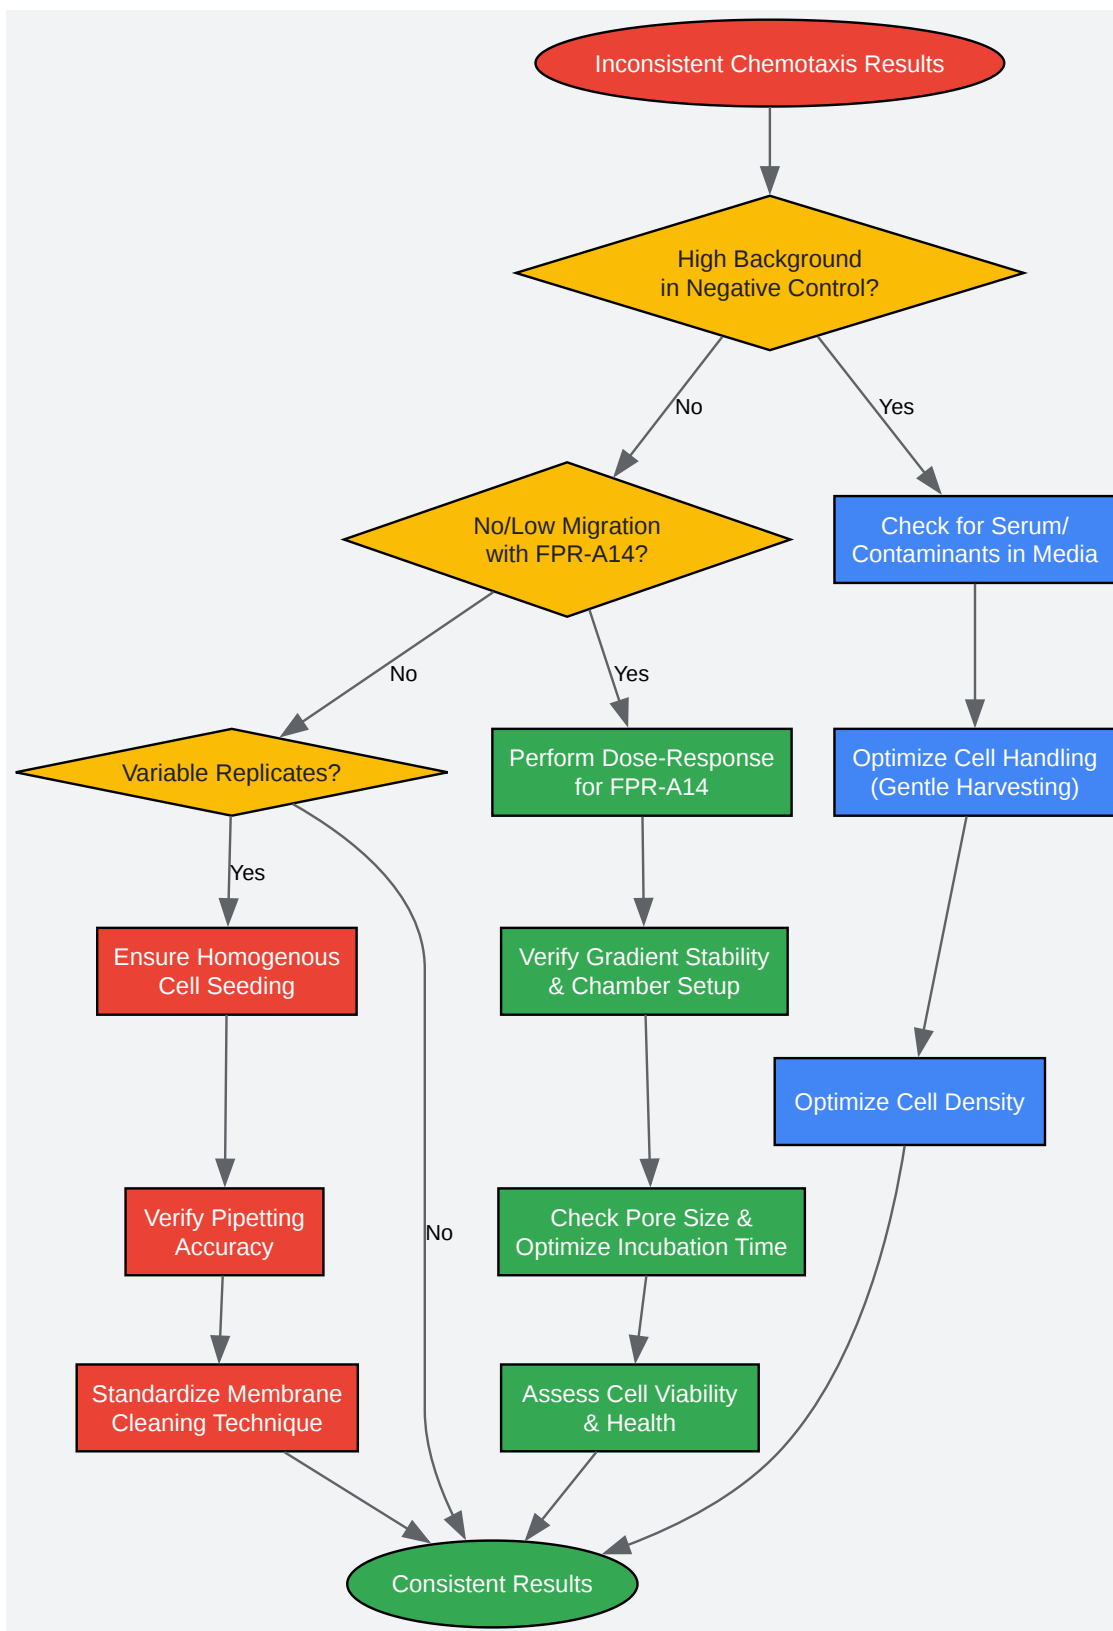 Inconsistent Chemotaxis Results
High Background
in Negative Control?
No
Yes
No/Low Migration
with FPR-A14?
Check for Serum/
Contaminants in Media
No
Yes
Variable Replicates?
Perform Dose-Response
for FPR-A14
Optimize Cell Handling
(Gentle Harvesting)
Yes
Ensure Homogenous
Cell Seeding
Verify Gradient Stability
& Chamber Setup
Optimize Cell Density
Verify Pipetting
Accuracy
No
Check Pore Size &
Optimize Incubation Time
Standardize Membrane
Cleaning Technique
Assess Cell Viability
& Health
Consistent Results